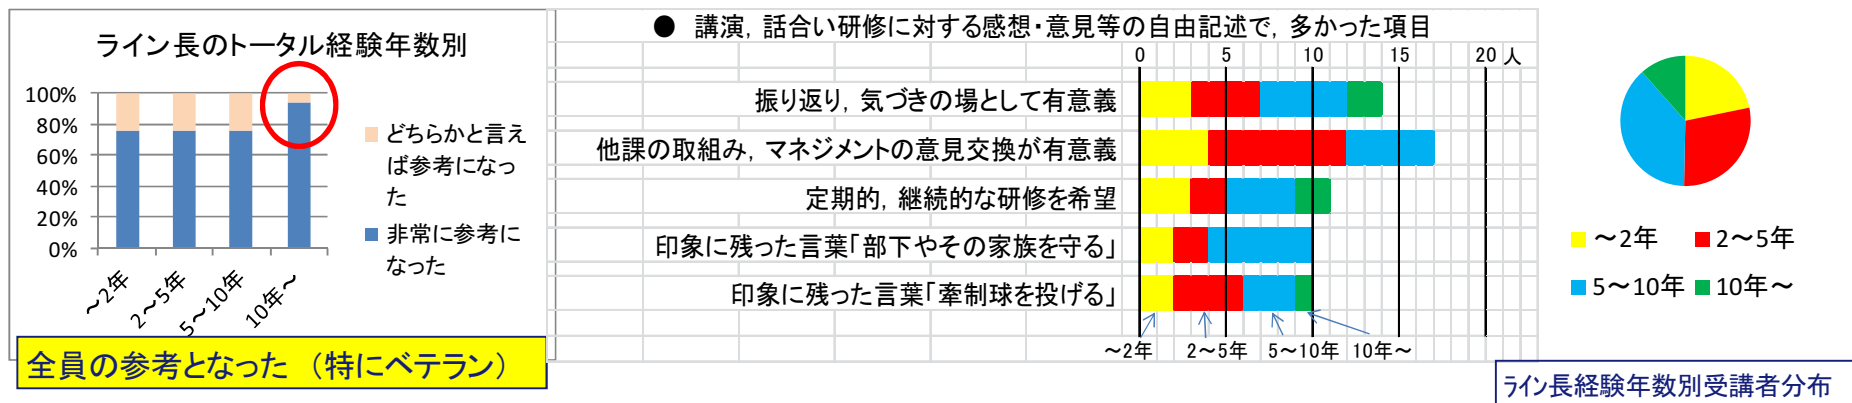 ライン長のトータル経験年数別
100%
80%
60%
40%
20%
0%
～2年
2～5年
5～10年
10年～
どちらかと言え
ば参考になっ
た
非常に参考に
なった
全員の参考となった （特にベテラン）
● 講演, 話合い研修に対する感想・意見等の自由記述で, 多かった項目
0 5 10 15 20 人
振り返り, 気づきの場として有意義
他課の取組み, マネジメントの意見交換が有意義
定期的, 継続的な研修を希望
印象に残った言葉「部下やその家族を守る」
印象に残った言葉「牽制球を投げる」
～2年 2～5年 5～10年 10年～
～2年 2～5年
5～10年 10年～
ﾗｲﾝ長経験年数別受講者分布